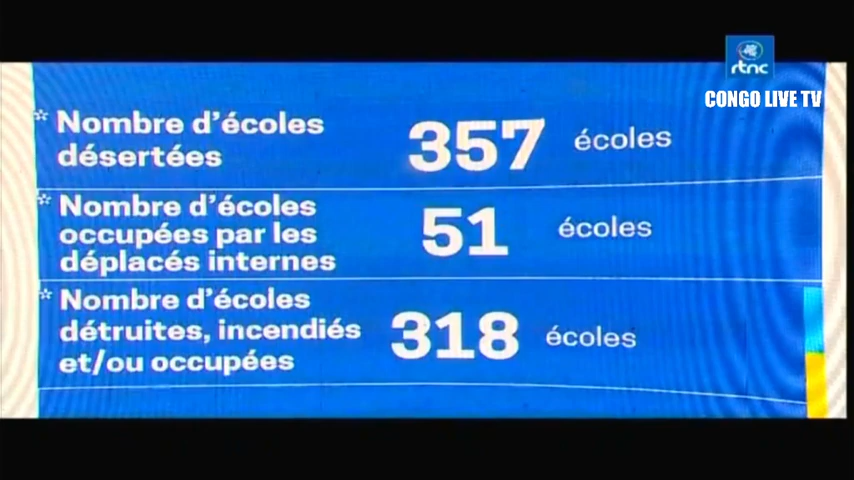 rtnc
CONGO LIVE TV
* Nombre d'écoles
désertées
357 écoles
* Nombre d'écoles
occupées par les
déplacés internes
51 écoles
* Nombre d'écoles
détruites, incendiés
et/ou occupées
318 écoles